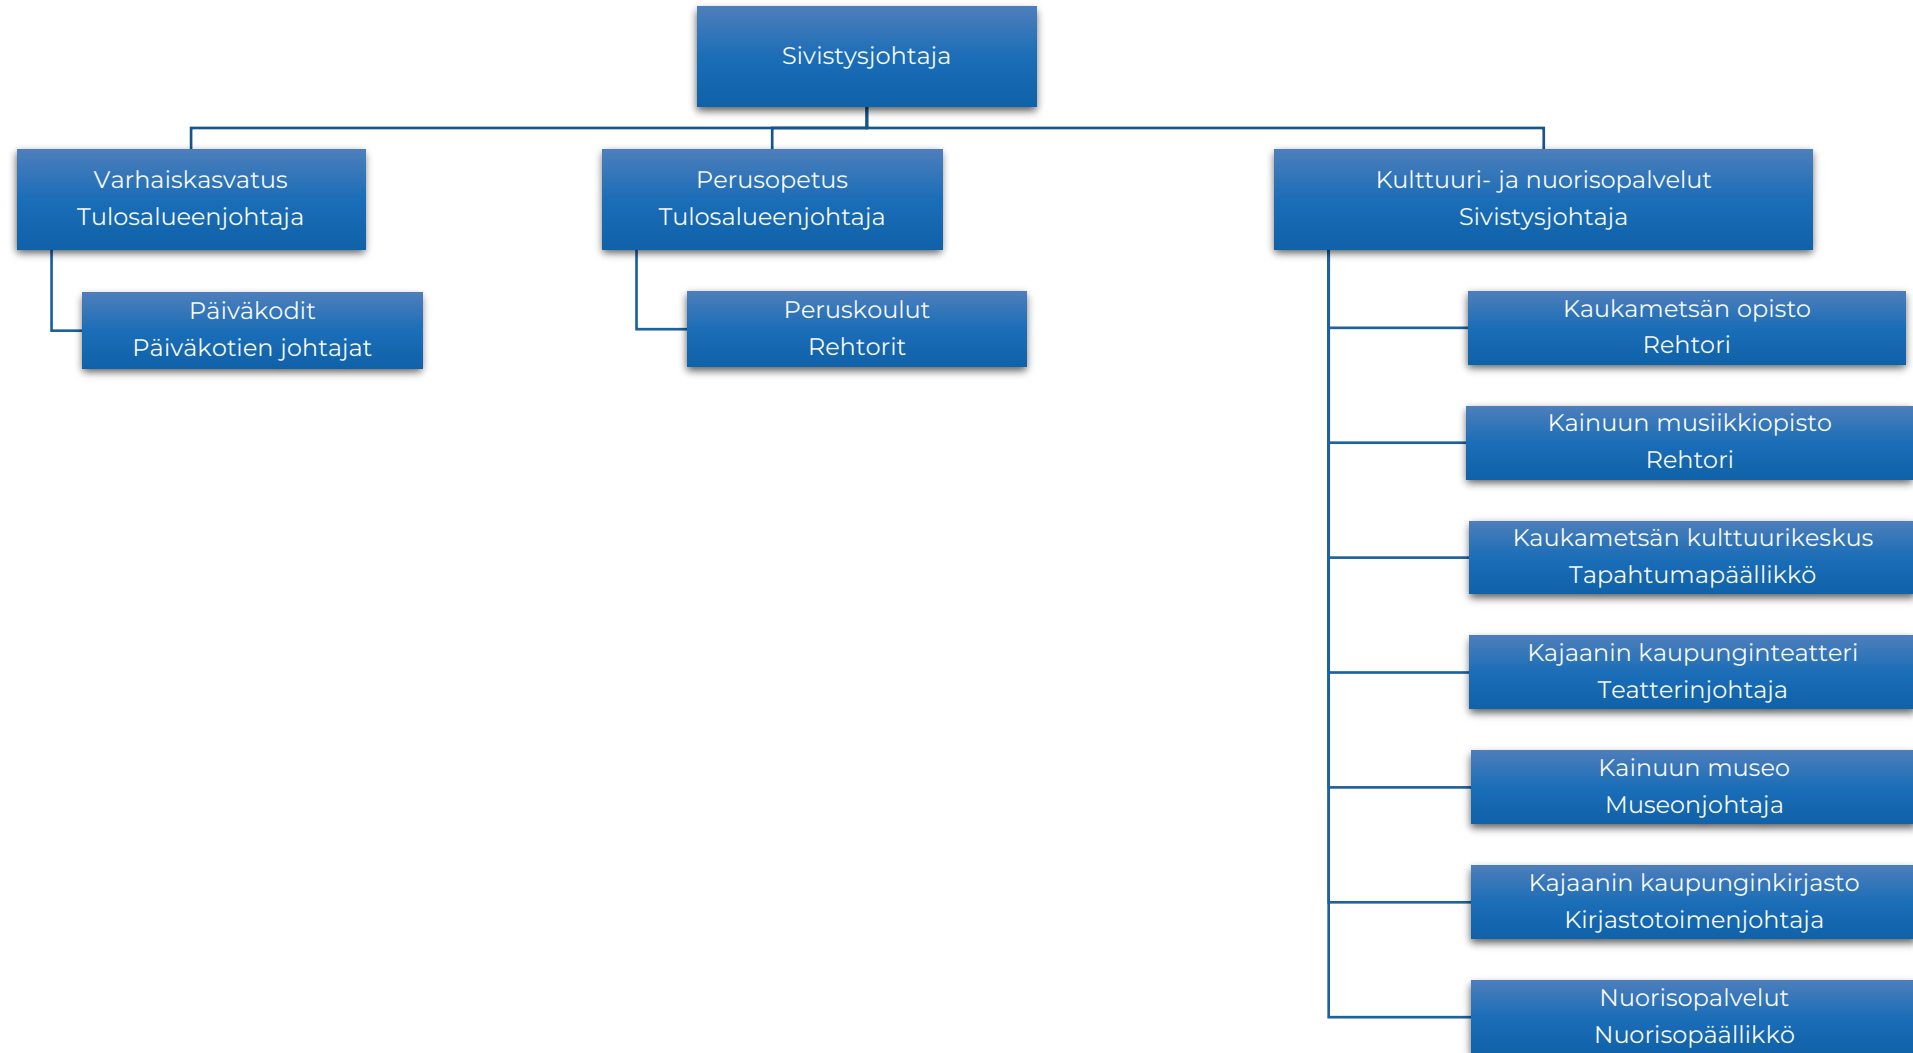 Sivistysjohtaja
Varhaiskasvatus
Tulosalueenjohtaja
Päiväkodit
Päiväkotien johtajat
Perusopetus
Tulosalueenjohtaja
Peruskoulut
Rehtorit
Kulttuuri- ja nuorisopalvelut
Sivistysjohtaja
Kaukametsän opisto
Rehtori
Kainuun musiikkiopisto
Rehtori
Kaukametsän kulttuurikeskus
Tapahtumapäällikkö
Kajaanin kaupunginteatteri
Teatterinjohtaja
Kainuun museo
Museonjohtaja
Kajaanin kaupunginkirjasto
Kirjastotoimenjohtaja
Nuorisopalvelut
Nuorisopäällikkö